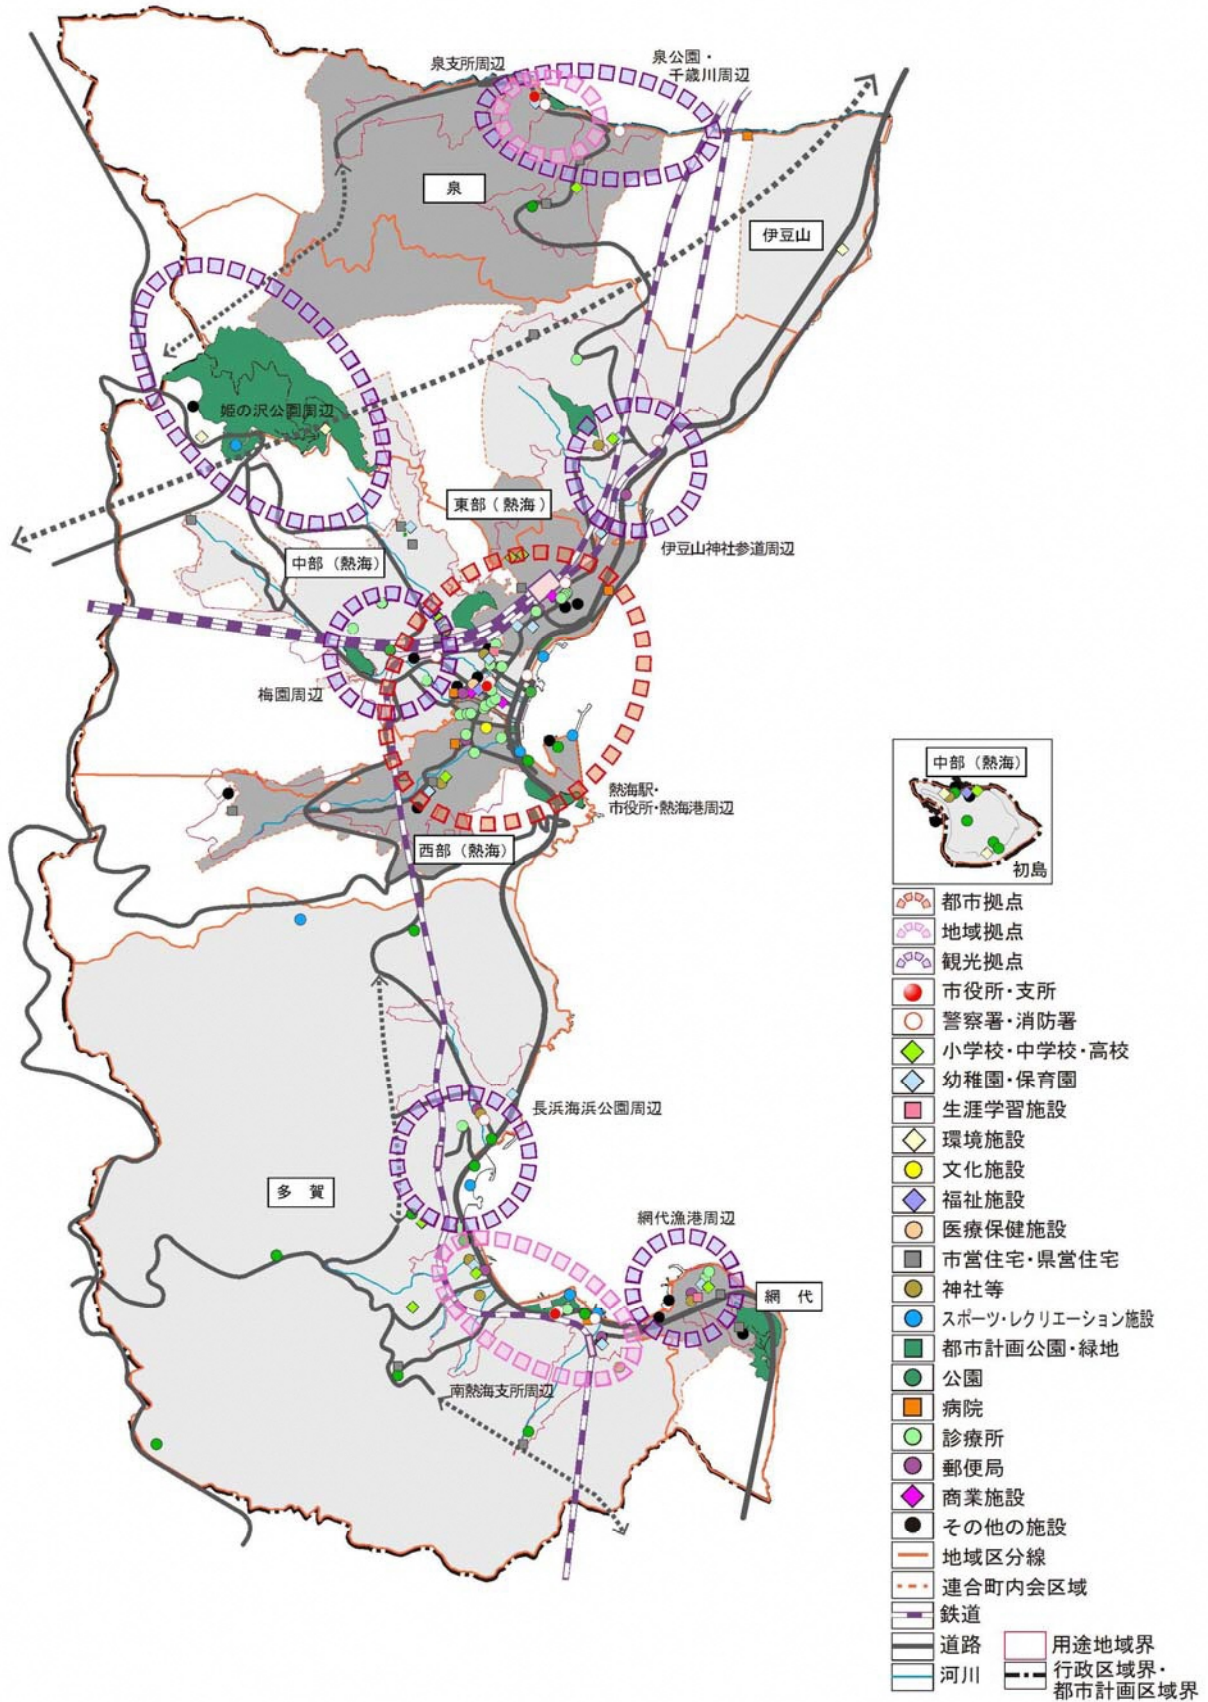 泉支所周辺
泉公園・
千歳川周辺
泉
伊豆山
姫の沢公園周辺
東部（熱海）
伊豆山神社参道周辺
中部（熱海）
梅園周辺
熱海駅・
市役所・熱海港周辺
西部（熱海）
長浜海浜公園周辺
多　賀
網代漁港周辺
網　代
南熱海支所周辺
中部（熱海）
初島
都市拠点
地域拠点
観光拠点
市役所・支所
警察署・消防署
小学校・中学校・高校
幼稚園・保育園
生涯学習施設
環境施設
文化施設
福祉施設
医療保健施設
市営住宅・県営住宅
神社等
スポーツ・レクリエーション施設
都市計画公園・緑地
公園
病院
診療所
郵便局
商業施設
その他の施設
地域区分線
連合町内会区域
鉄道
道路
河川
用途地域界
行政区域界・
都市計画区域界